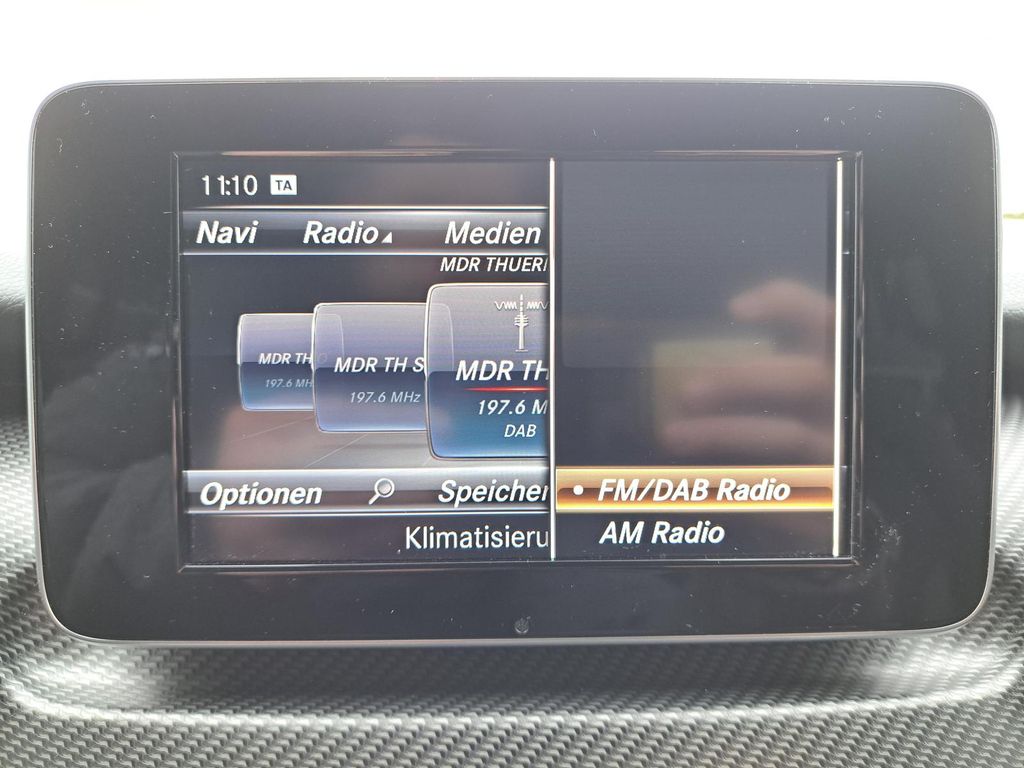 11:10 TA
Navi Radio Medien
MDR THUERI
MDR TH
197.6 MHz
MDR TH S
197.6 MHz
MDR TH
197.6 M
DAB
Optionen Speicher
Klimatisieru
• FM/DAB Radio
AM Radio